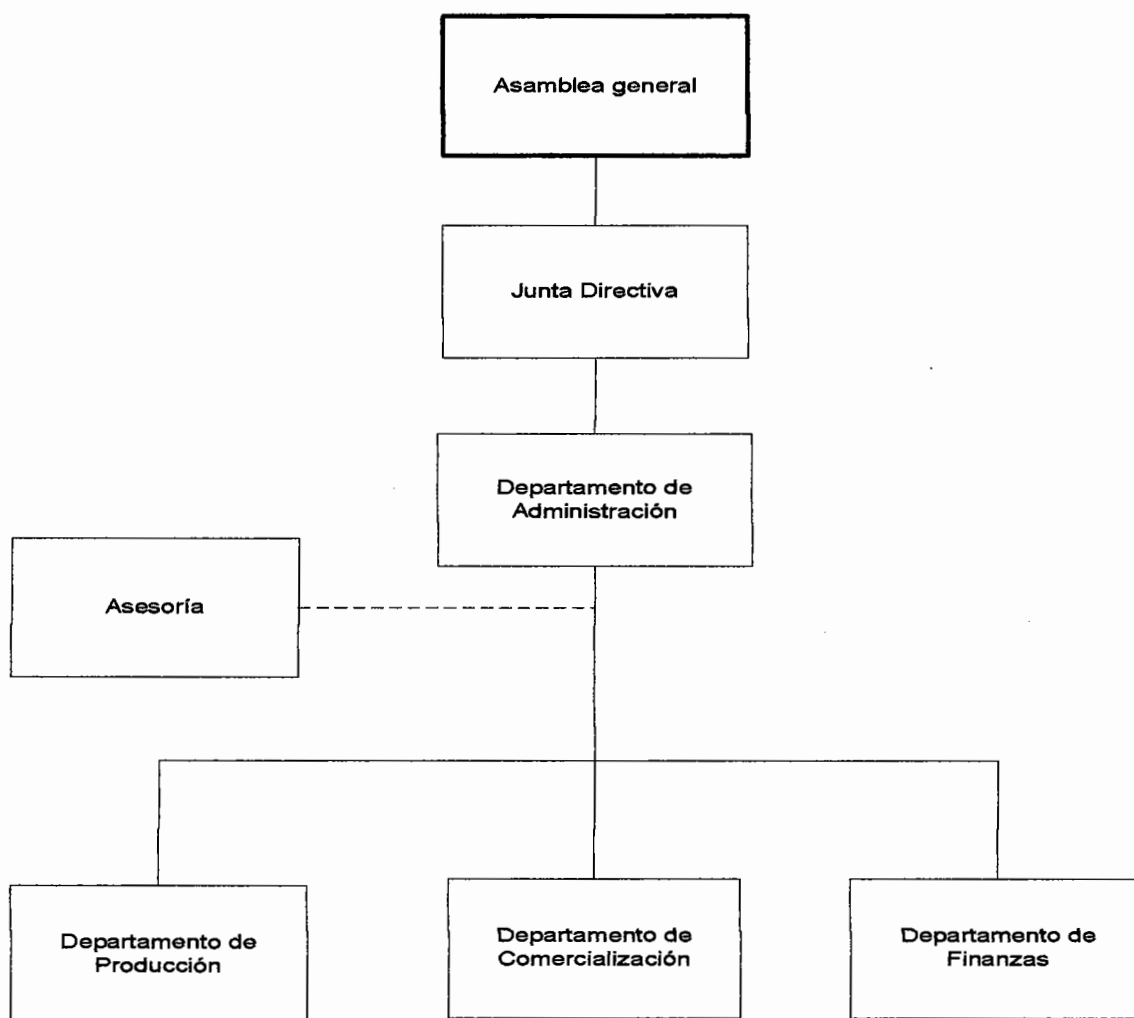 Asamblea general
Junta Directiva
Departamento de
Administración
Asesoría
Departamento de
Producción
Departamento de
Comercialización
Departamento de
Finanzas